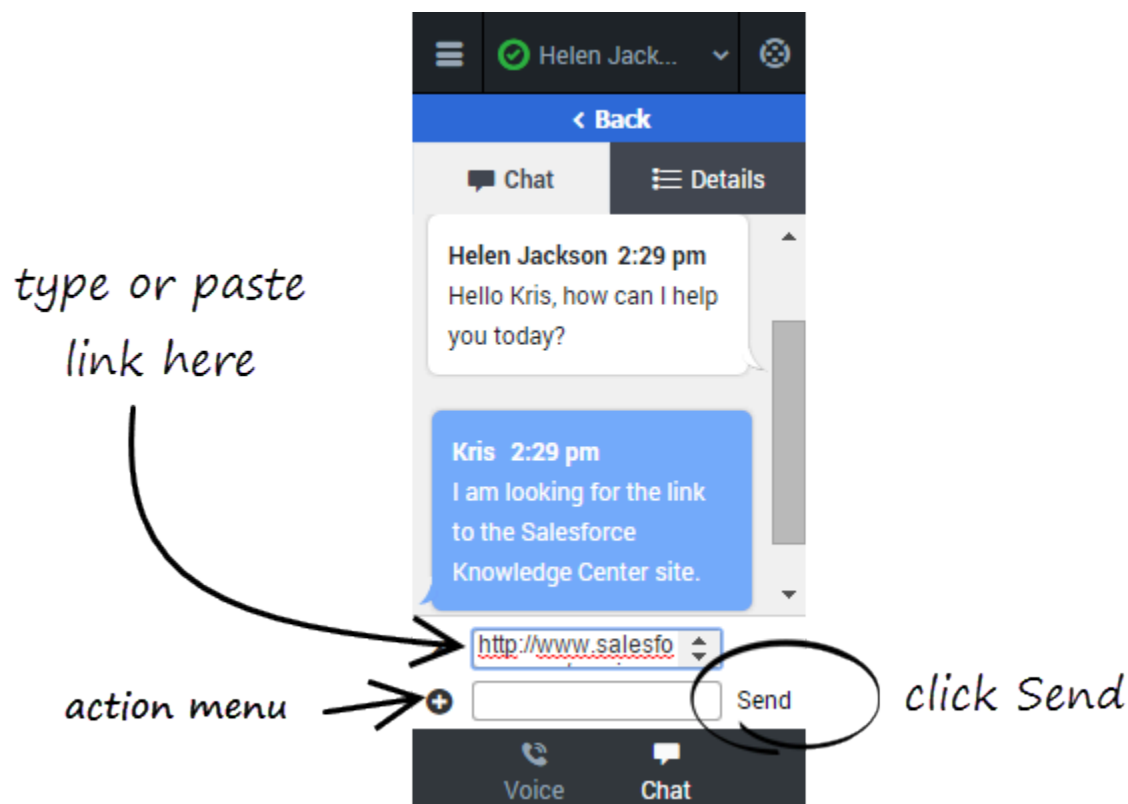 Helen Jack...
Back
Chat
Details
Helen Jackson 2:29 pm
Hello Kris, how can I help
you today?
type or paste
link here
Kris 2:29 pm
I am looking for the link
to the Salesforce
Knowledge Center site.
http://www.salesfo
action menu
Send
click Send
Voice
Chat